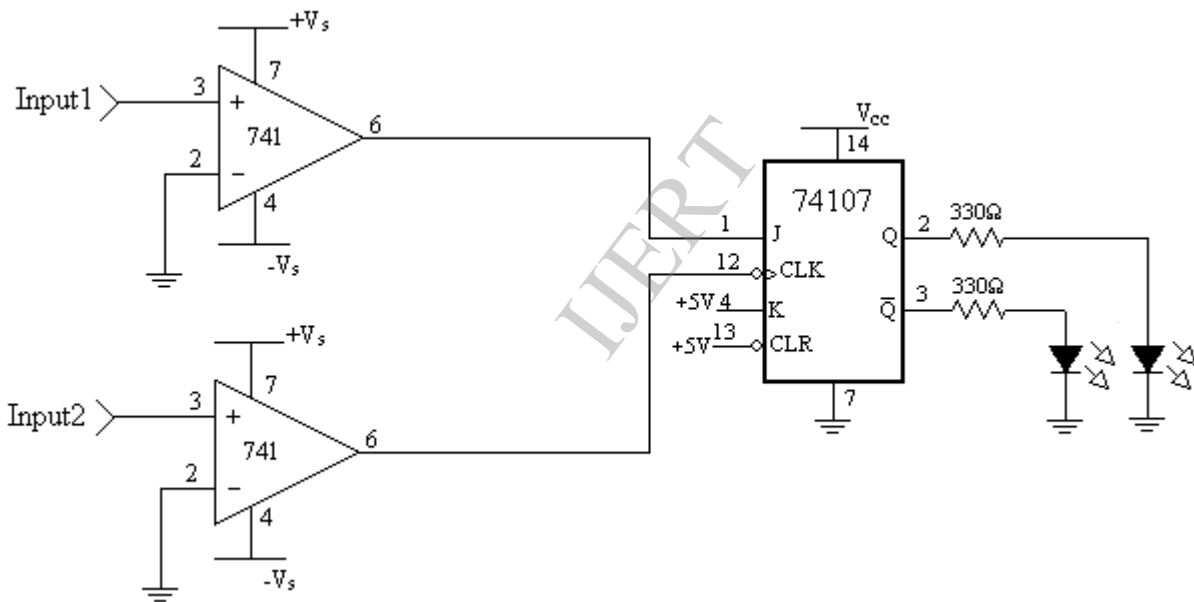 +Vs
7
3
Input1
+
741
6
2
−
4
-Vs
Vcc
14
74107
1
J
Q
2
330Ω
12
CLK
+5V
4
K
Q̅
3
330Ω
+5V
13
CLR
7
IJERT
+Vs
7
3
Input2
+
741
6
2
−
4
-Vs